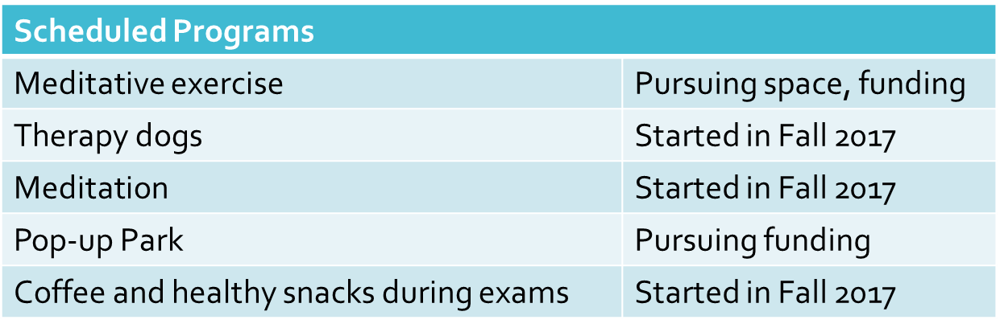 Scheduled Programs
Meditative exercise Pursuing space, funding
Therapy dogs Started in Fall 2017
Meditation Started in Fall 2017
Pop-up Park Pursuing funding
Coffee and healthy snacks during exams Started in Fall 2017